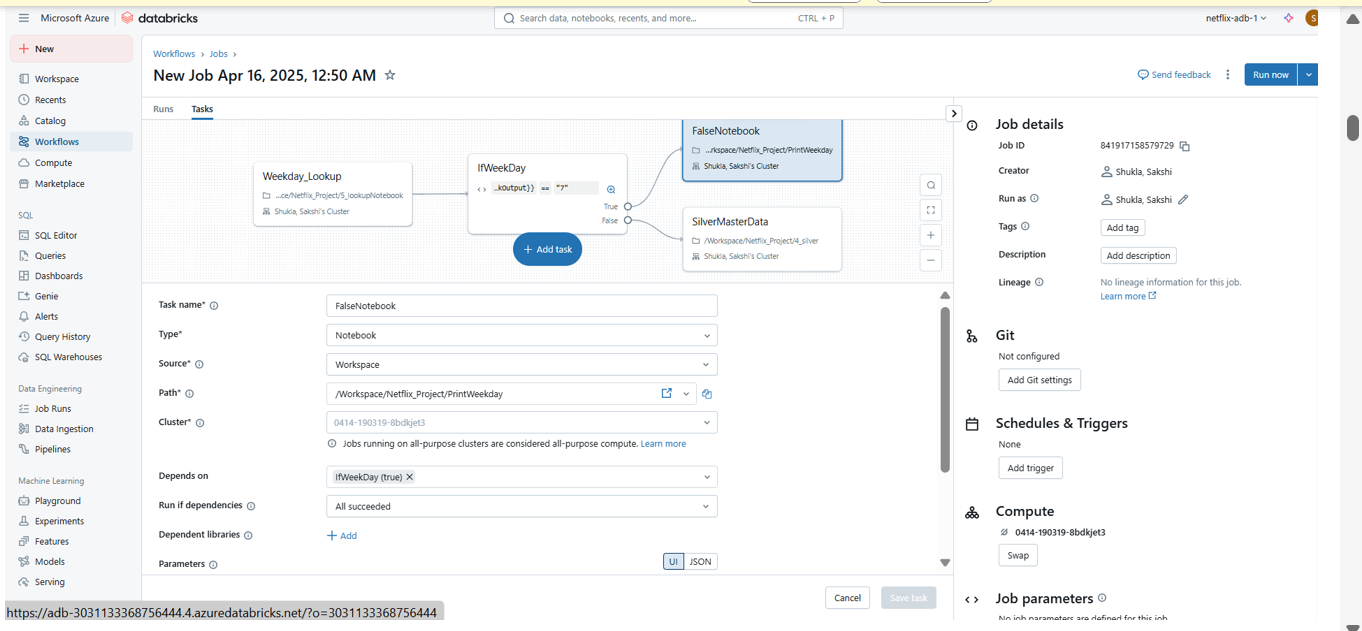 Microsoft Azure databricks
Search data, notebooks, recents, and more... CTRL + P
netflix-adb-1
S
New
Workspace
Recents
Catalog
Workflows
Compute
Marketplace
SQL
SQL Editor
Queries
Dashboards
Genie
Alerts
Query History
SQL Warehouses
Data Engineering
Job Runs
Data Ingestion
Pipelines
Machine Learning
Playground
Experiments
Features
Models
Serving
https://adb-3031133368756444.4.azuredatabricks.net/?o=3031133368756444
Workflows › Jobs ›
New Job Apr 16, 2025, 12:50 AM
Send feedback
Run now
Runs Tasks
Weekday_Lookup
...ce/Netflix_Project/5_lookupNotebook
Shukla, Sakshi's Cluster
IfWeekDay
..kOutput}} == "7"
True
False
+ Add task
FalseNotebook
...rkspace/Netflix_Project/PrintWeekday
Shukla, Sakshi's Cluster
SilverMasterData
/Workspace/Netflix_Project/4_silver
Shukla, Sakshi's Cluster
Task name* FalseNotebook
Type* Notebook
Source* Workspace
Path* /Workspace/Netflix_Project/PrintWeekday
Cluster* 0414-190319-8bdkjet3
Jobs running on all-purpose clusters are considered all-purpose compute. Learn more
Depends on IfWeekDay (true)
Run if dependencies All succeeded
Dependent libraries + Add
Parameters UI JSON
Cancel Save task
Job details
Job ID 841917158579729
Creator Shukla, Sakshi
Run as Shukla, Sakshi
Tags Add tag
Description Add description
Lineage No lineage information for this job.
Learn more
Git
Not configured
Add Git settings
Schedules & Triggers
None
Add trigger
Compute
0414-190319-8bdkjet3
Swap
Job parameters
No job parameters are defined for this job